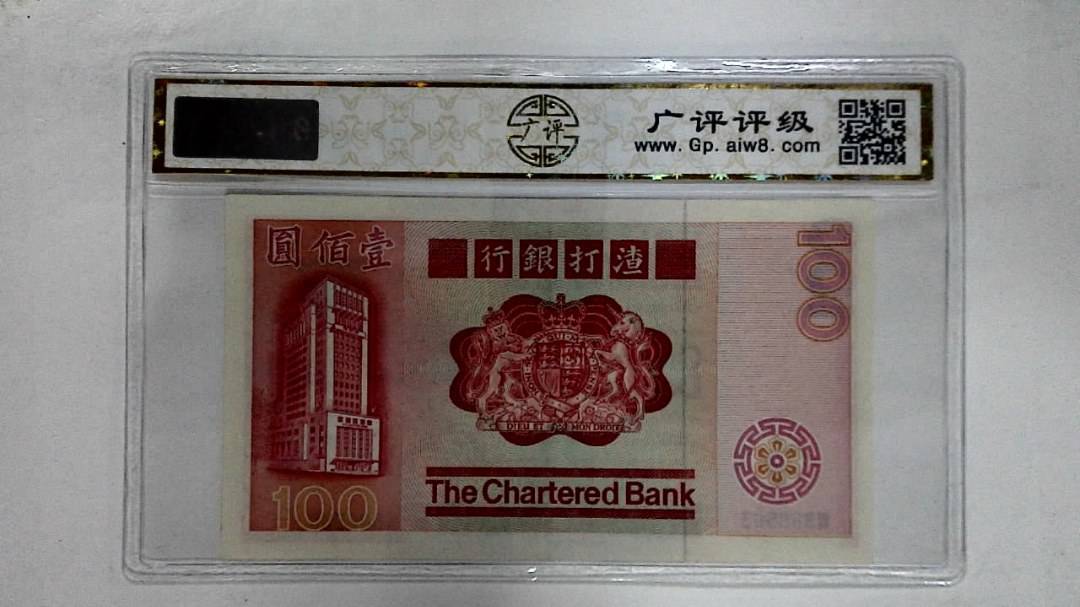 广评
广评评级
www.Gp.aiw8.com
圓佰壹
行銀打渣
100
DIEU ET MON DROIT
The Chartered Bank
100